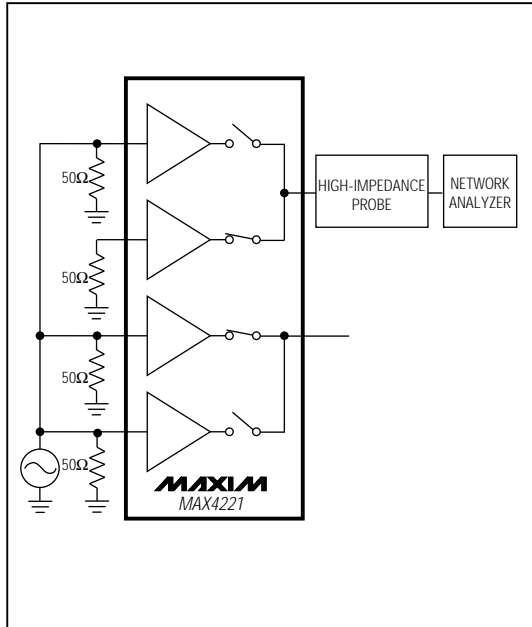 50Ω
HIGH-IMPEDANCE
PROBE
NETWORK
ANALYZER
50Ω
50Ω
50Ω
MAXIM
MAX4221